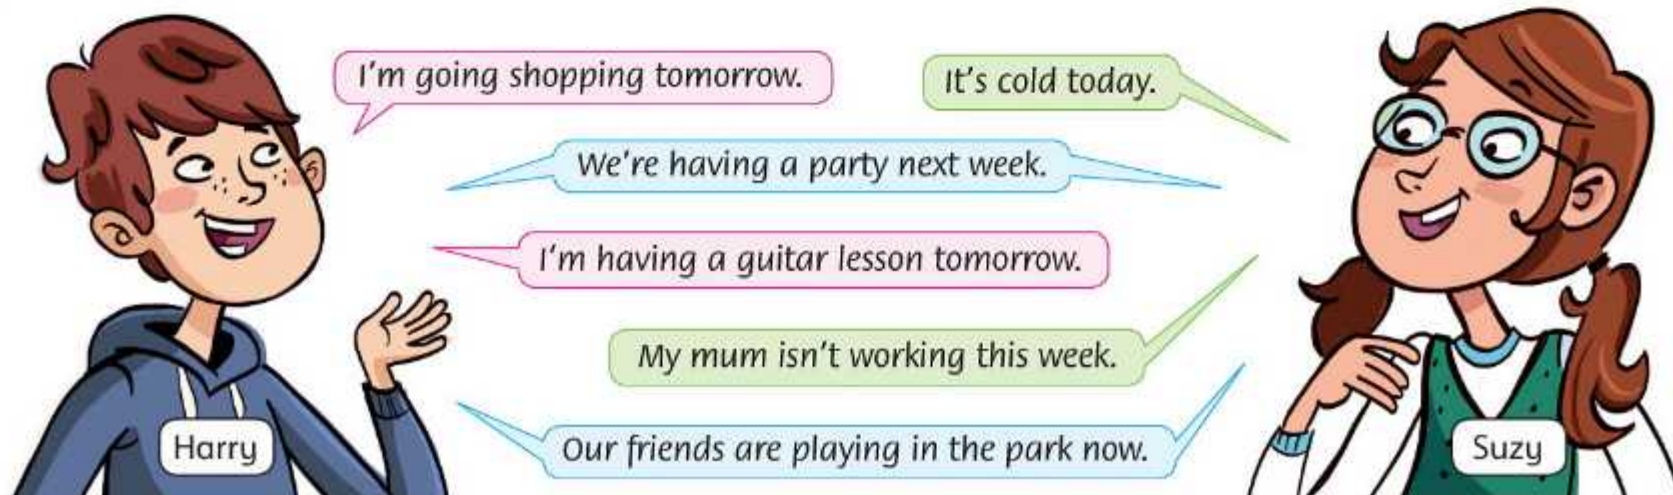 I'm going shopping tomorrow.
It's cold today.
We're having a party next week.
I'm having a guitar lesson tomorrow.
My mum isn't working this week.
Our friends are playing in the park now.
Harry
Suzy